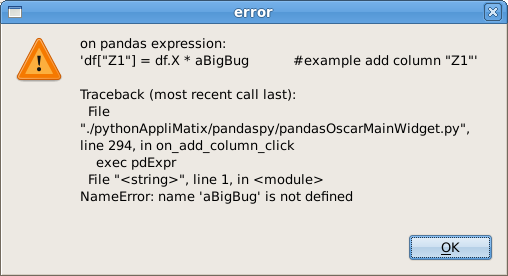 error
on pandas expression:
'df["Z1"] = df.X * aBigBug #example add column "Z1"'
Traceback (most recent call last):
File
"./pythonAppliMatix/pandaspy/pandasOscarMainWidget.py",
line 294, in on_add_column_click
exec pdExpr
File "<string>", line 1, in <module>
NameError: name 'aBigBug' is not defined
OK